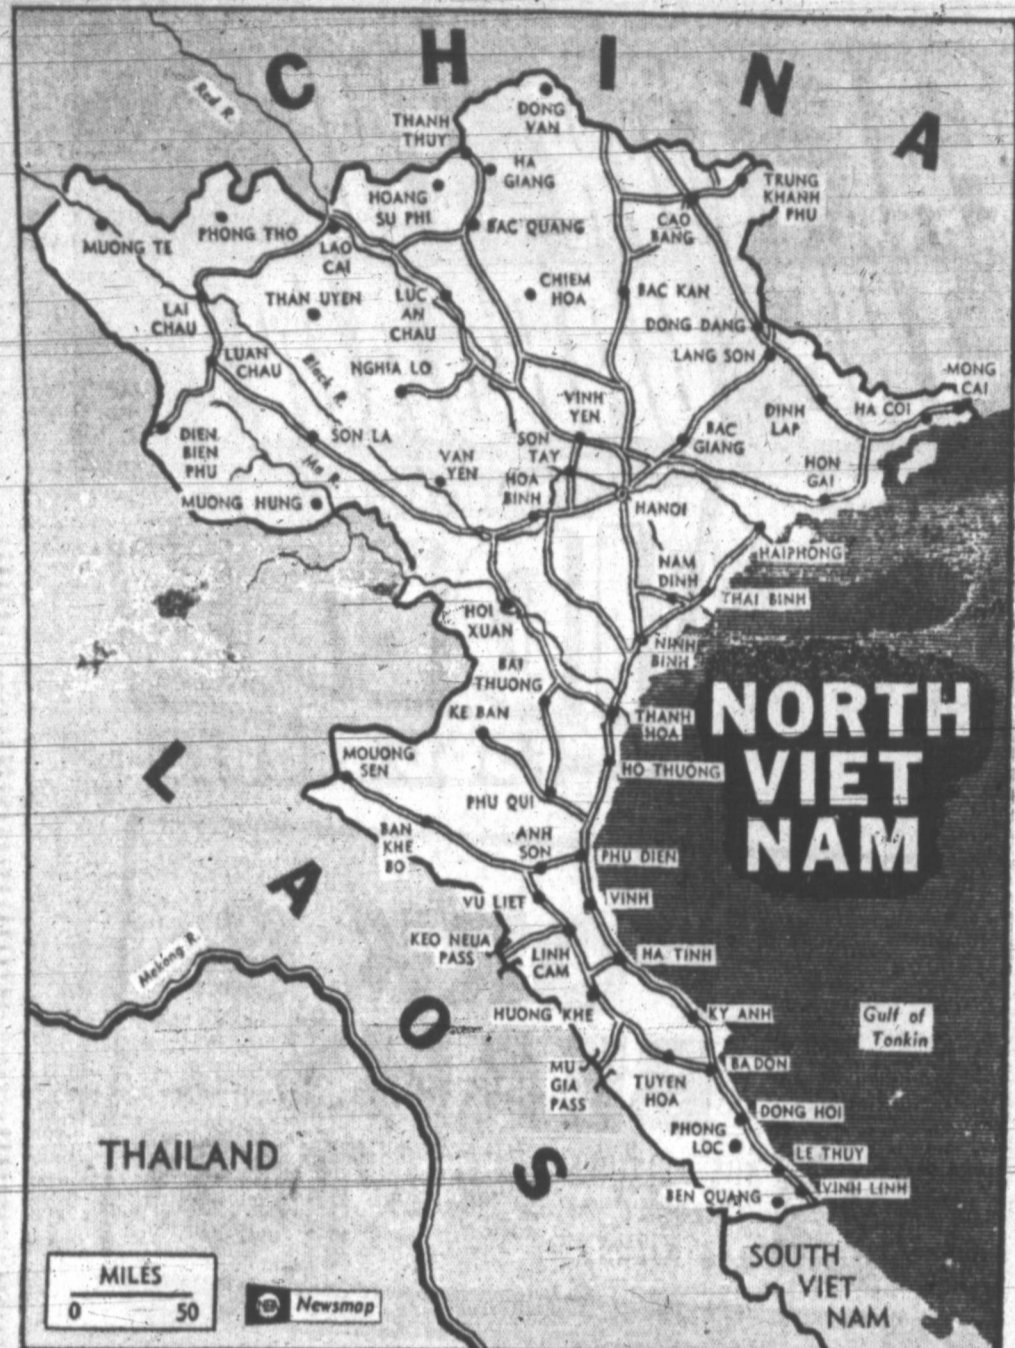 CHINA
Red R.
DONG
VAN
THANH
THUY
HA
GIANG
HOANG
SU PHI
BAC QUANG
TRUNG
KHANH
PHU
CAO
BANG
MUONG TE
PHONG THO
LAO
CAI
CHIEM
HOA
BAC KAN
LAI
CHAU
THAN UYEN
LUC
AN
CHAU
DONG DANG
LANG SON
LUAN
CHAU
Black R.
NGHIA LO
MONG
CAI
VINH
YEN
DINH
LAP
HA COI
DIEN
BIEN
PHU
SON LA
SON
TAY
BAC
GIANG
VAN
YEN
HOA
BINH
HON
GAI
Ma R.
MUONG HUNG
HANOI
HAIPHONG
NAM
DINH
THAI BINH
HOI
XUAN
NINH
BINH
BAI
THUONG
KE BAN
THANH
HOA
NORTH
VIET
NAM
MOUONG
SEN
HO THUONG
PHU QUI
BAN
KHE
BO
ANH
SON
PHU DIEN
LAOS
VU LIET
VINH
KEO NEUA
PASS
LINH
CAM
HA TINH
Mekong R.
HUONG KHE
KY ANH
Gulf of
Tonkin
MU
GIA
PASS
TUYEN
HOA
BA DON
DONG HOI
PHONG
LOC
LE THUY
THAILAND
BEN QUANG
VINH LINH
SOUTH
VIET
NAM
MILES
0 50
NEA Newsmap